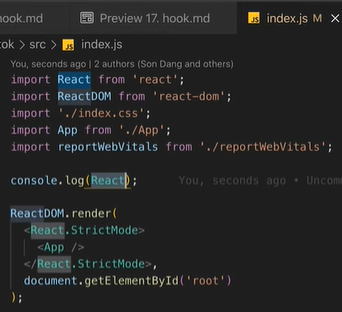 hook.md
Preview 17. hook.md
JS index.js M ×
tok > src > JS index.js
You, seconds ago | 2 authors (Son Dang and others)
import React from 'react';
import ReactDOM from 'react-dom';
import './index.css';
import App from './App';
import reportWebVitals from './reportWebVitals';
console.log(React); You, seconds ago • Uncom
ReactDOM.render(
<React.StrictMode>
<App />
</React.StrictMode>,
document.getElementById('root')
);